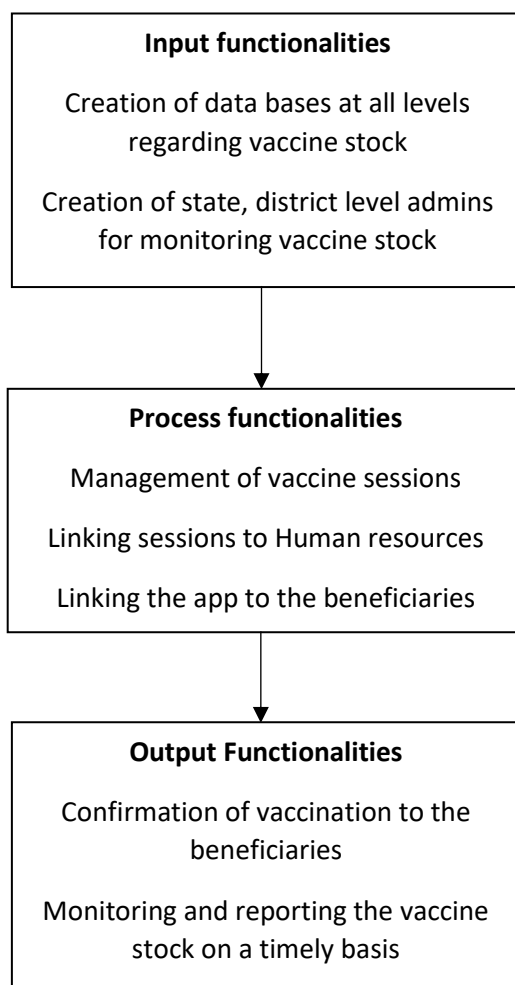 Input functionalities
Creation of data bases at all levels
regarding vaccine stock
Creation of state, district level admins
for monitoring vaccine stock
Process functionalities
Management of vaccine sessions
Linking sessions to Human resources
Linking the app to the beneficiaries
Output Functionalities
Confirmation of vaccination to the
beneficiaries
Monitoring and reporting the vaccine
stock on a timely basis